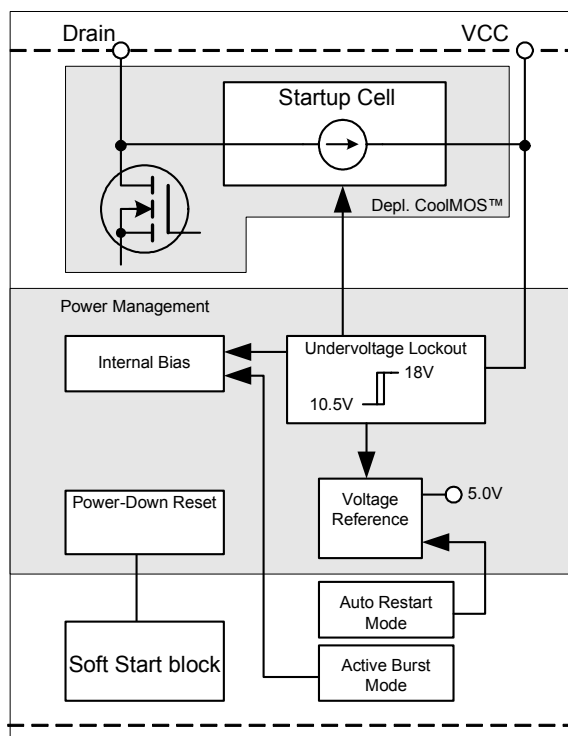 Drain
VCC
Startup Cell
Depl. CoolMOS™
Power Management
Internal Bias
Undervoltage Lockout
18V
10.5V
Power-Down Reset
Voltage
Reference
5.0V
Auto Restart
Mode
Soft Start block
Active Burst
Mode